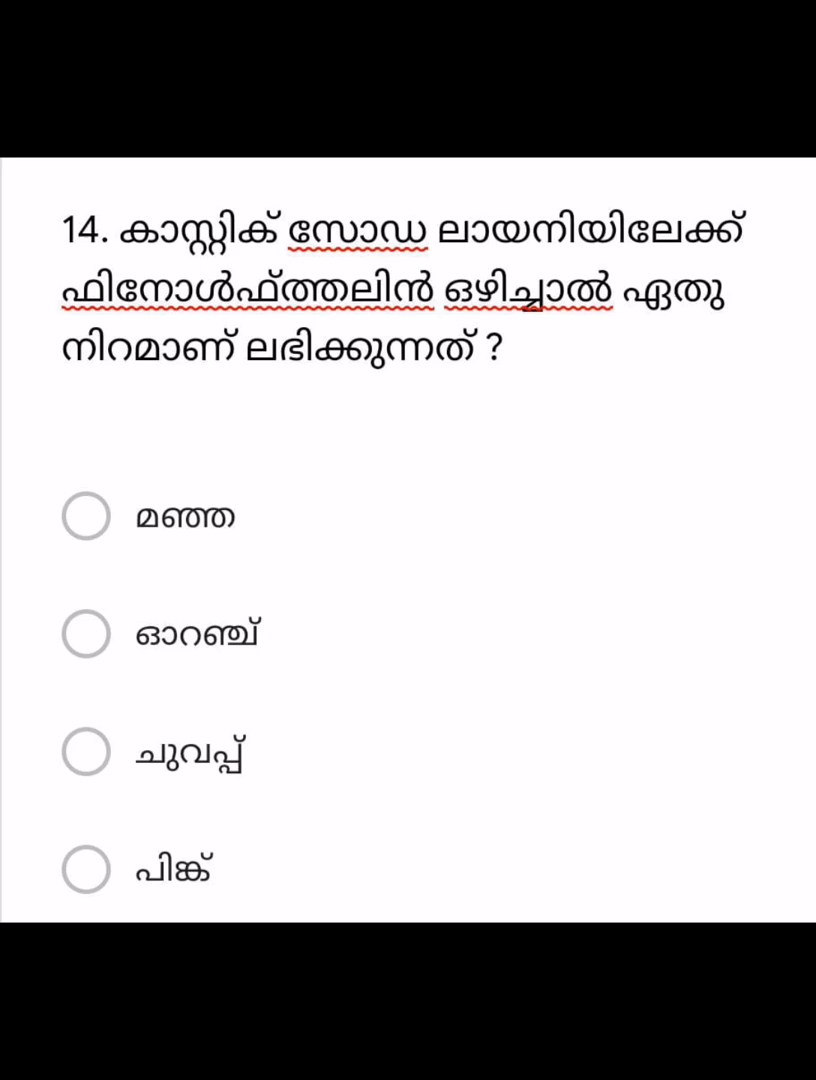 14. കാസ്റ്റിക് സോഡ ലായനിയിലേക്ക്
ഫിനോൾഫ്ത്തലിൻ ഒഴിച്ചാൽ ഏതു
നിറമാണ് ലഭിക്കുന്നത് ?
മഞ്ഞ
ഓറഞ്ച്
ചുവപ്പ്
പിങ്ക്